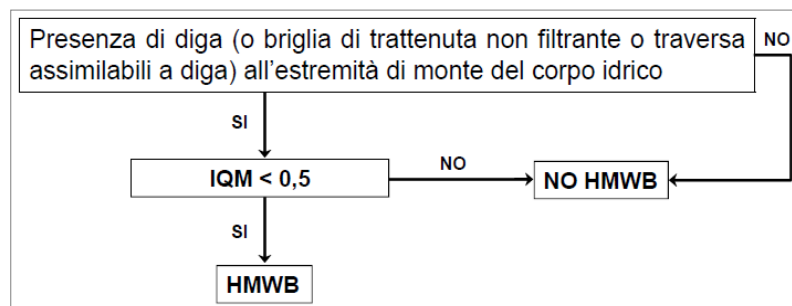 Presenza di diga (o briglia di trattenuta non filtrante o traversa
assimilabili a diga) all'estremità di monte del corpo idrico
NO
SI
IQM < 0,5
NO
NO HMWB
SI
HMWB